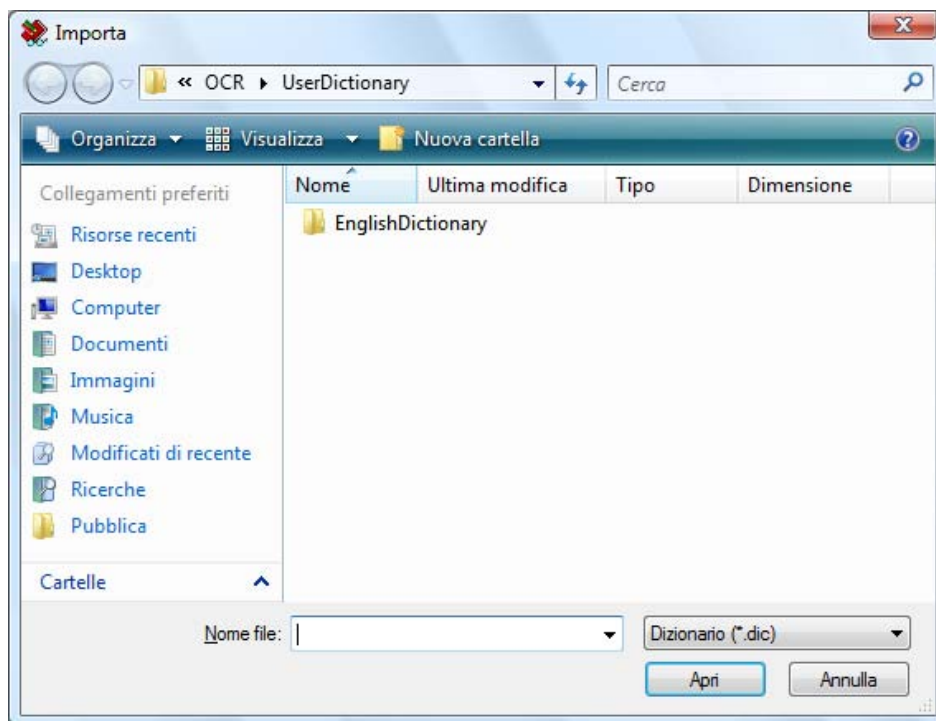 Importa
« OCR ▸ UserDictionary Cerca
Organizza Visualizza Nuova cartella
Collegamenti preferiti
Risorse recenti
Desktop
Computer
Documenti
Immagini
Musica
Modificati di recente
Ricerche
Pubblica
Cartelle
Nome Ultima modifica Tipo Dimensione
EnglishDictionary
Nome file: Dizionario (*.dic)
Apri Annulla